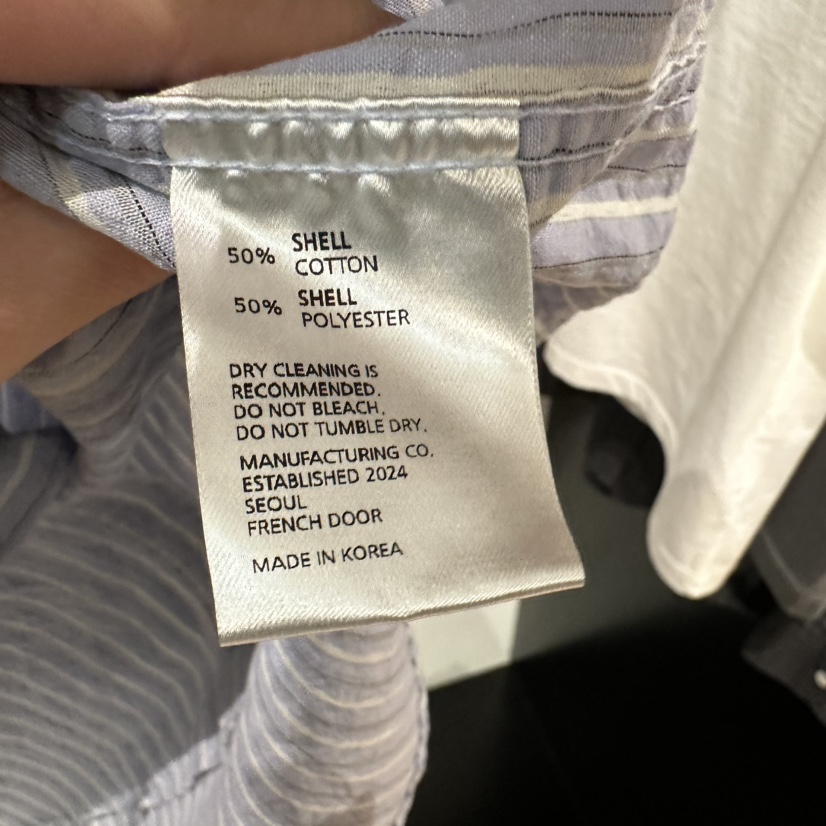 50% SHELL
COTTON
50% SHELL
POLYESTER
DRY CLEANING IS
RECOMMENDED.
DO NOT BLEACH.
DO NOT TUMBLE DRY.
MANUFACTURING CO.
ESTABLISHED 2024
SEOUL
FRENCH DOOR
MADE IN KOREA